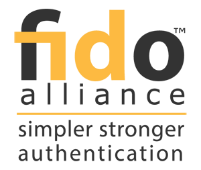 fido™
alliance
simpler stronger
authentication